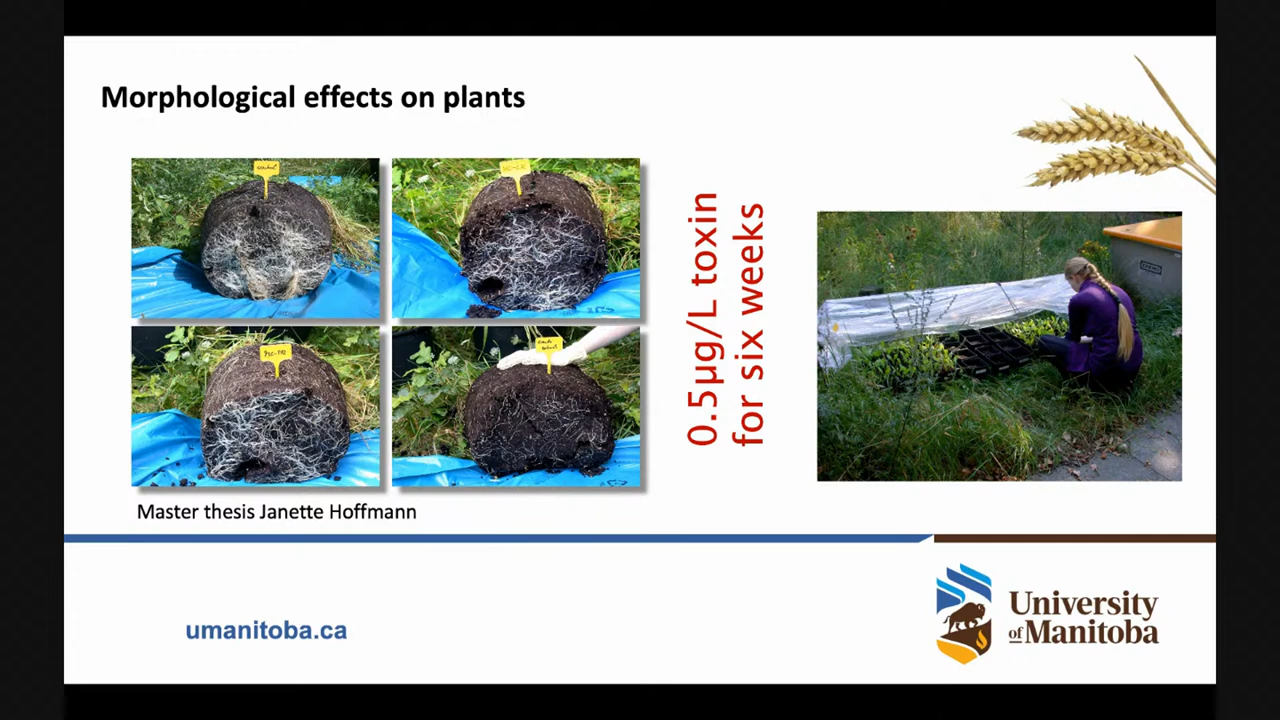 Morphological effects on plants
0.5µg/L toxin
for six weeks
Master thesis Janette Hoffmann
umanitoba.ca
University
of Manitoba